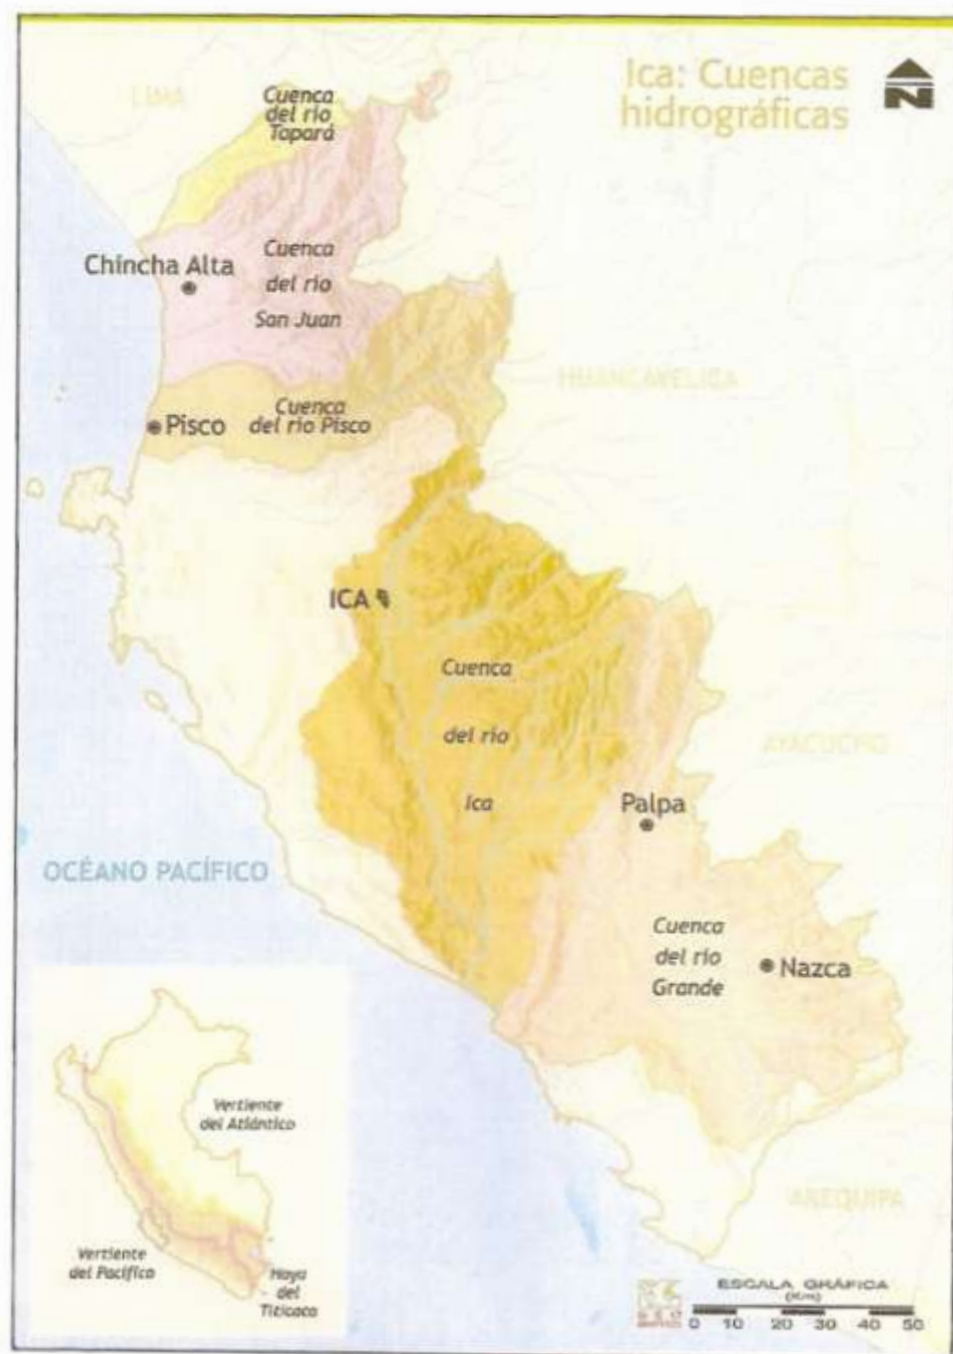 Ica: Cuencas
hidrográficas
N
LIMA
Cuenca
del río
Topará
Chincha Alta
Cuenca
del río
San Juan
HUANCAVELICA
Pisco
Cuenca
del río Pisco
ICA
Cuenca
del río
Ica
AYACUCHO
Palpa
OCÉANO PACÍFICO
Cuenca
del río
Grande
Nazca
Vertiente
del Atlántico
AREQUIPA
Vertiente
del Pacífico
Hoya
del
Titicaca
ESCALA GRÁFICA
(Km)
0 10 20 30 40 50